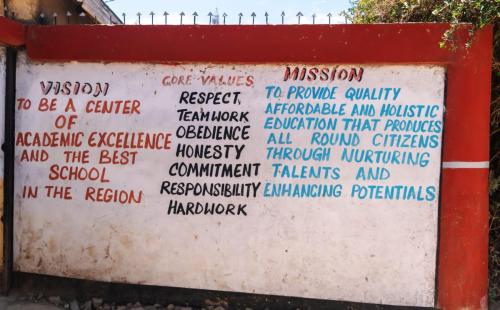 VISION
TO BE A CENTER
OF
ACADEMIC EXCELLENCE
AND THE BEST
SCHOOL
IN THE REGION
CORE VALUES
RESPECT,
TEAMWORK
OBEDIENCE
HONESTY
COMMITMENT
RESPONSIBILITY
HARDWORK
MISSION
TO PROVIDE QUALITY
AFFORDABLE AND HOLISTIC
EDUCATION THAT PRODUCES
ALL ROUND CITIZENS
THROUGH NURTURING
TALENTS AND
ENHANCING POTENTIALS